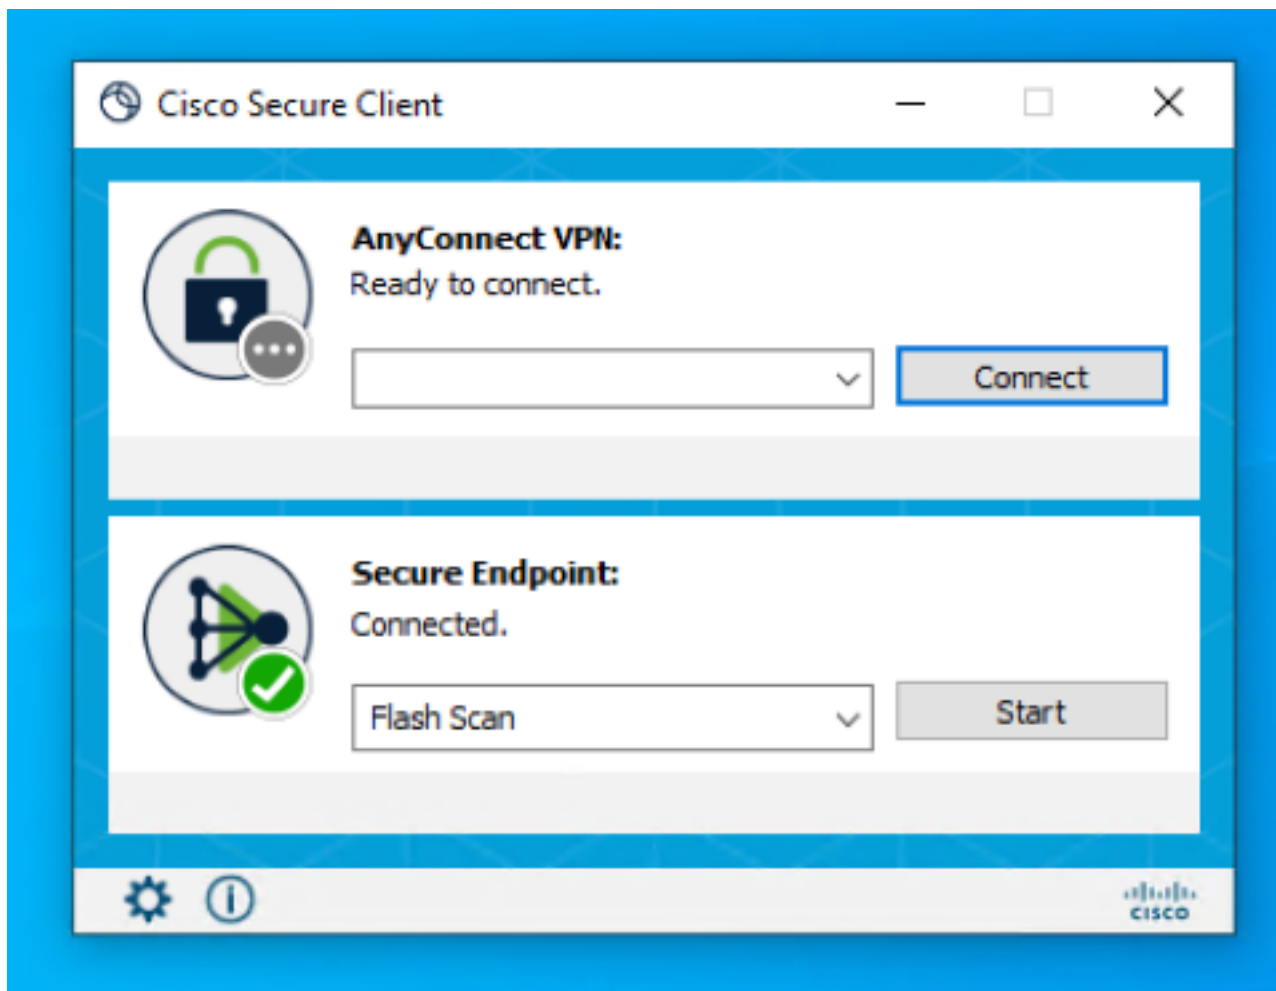 Cisco Secure Client
AnyConnect VPN:
Ready to connect.
Connect
Secure Endpoint:
Connected.
Flash Scan
Start
cisco